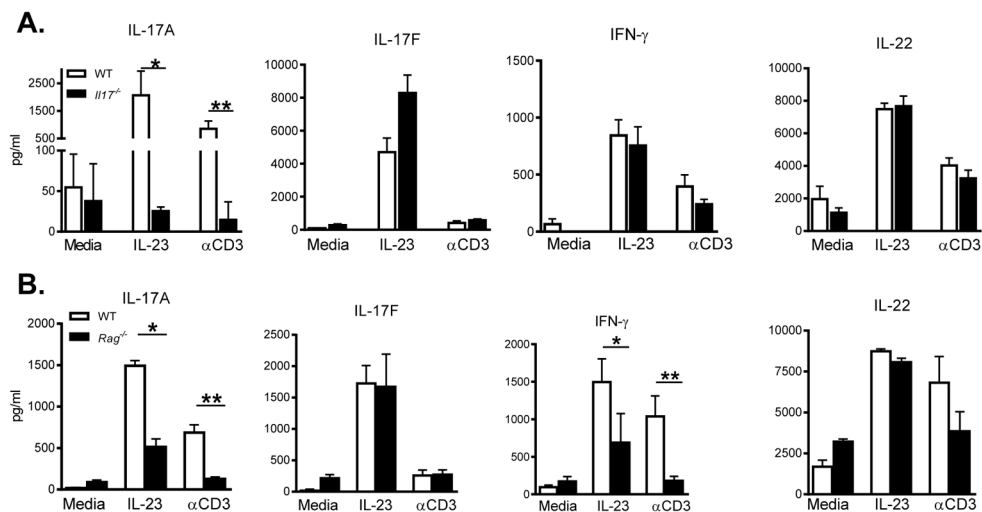 A.
IL-17A
pg/ml
2500
1500
500
100
50
0
WT
Il17-/-
*
**
Media IL-23 αCD3
IL-17F
10000
8000
6000
4000
2000
0
Media IL-23 αCD3
IFN-γ
1500
1000
500
0
Media IL-23 αCD3
IL-22
10000
8000
6000
4000
2000
0
Media IL-23 αCD3
B.
IL-17A
pg/ml
2000
1500
1000
500
0
WT
Rag-/-
*
**
Media IL-23 αCD3
IL-17F
2500
2000
1500
1000
500
0
Media IL-23 αCD3
IFN-γ
2000
1500
1000
500
0
*
**
Media IL-23 αCD3
IL-22
10000
7500
5000
2500
0
Media IL-23 αCD3